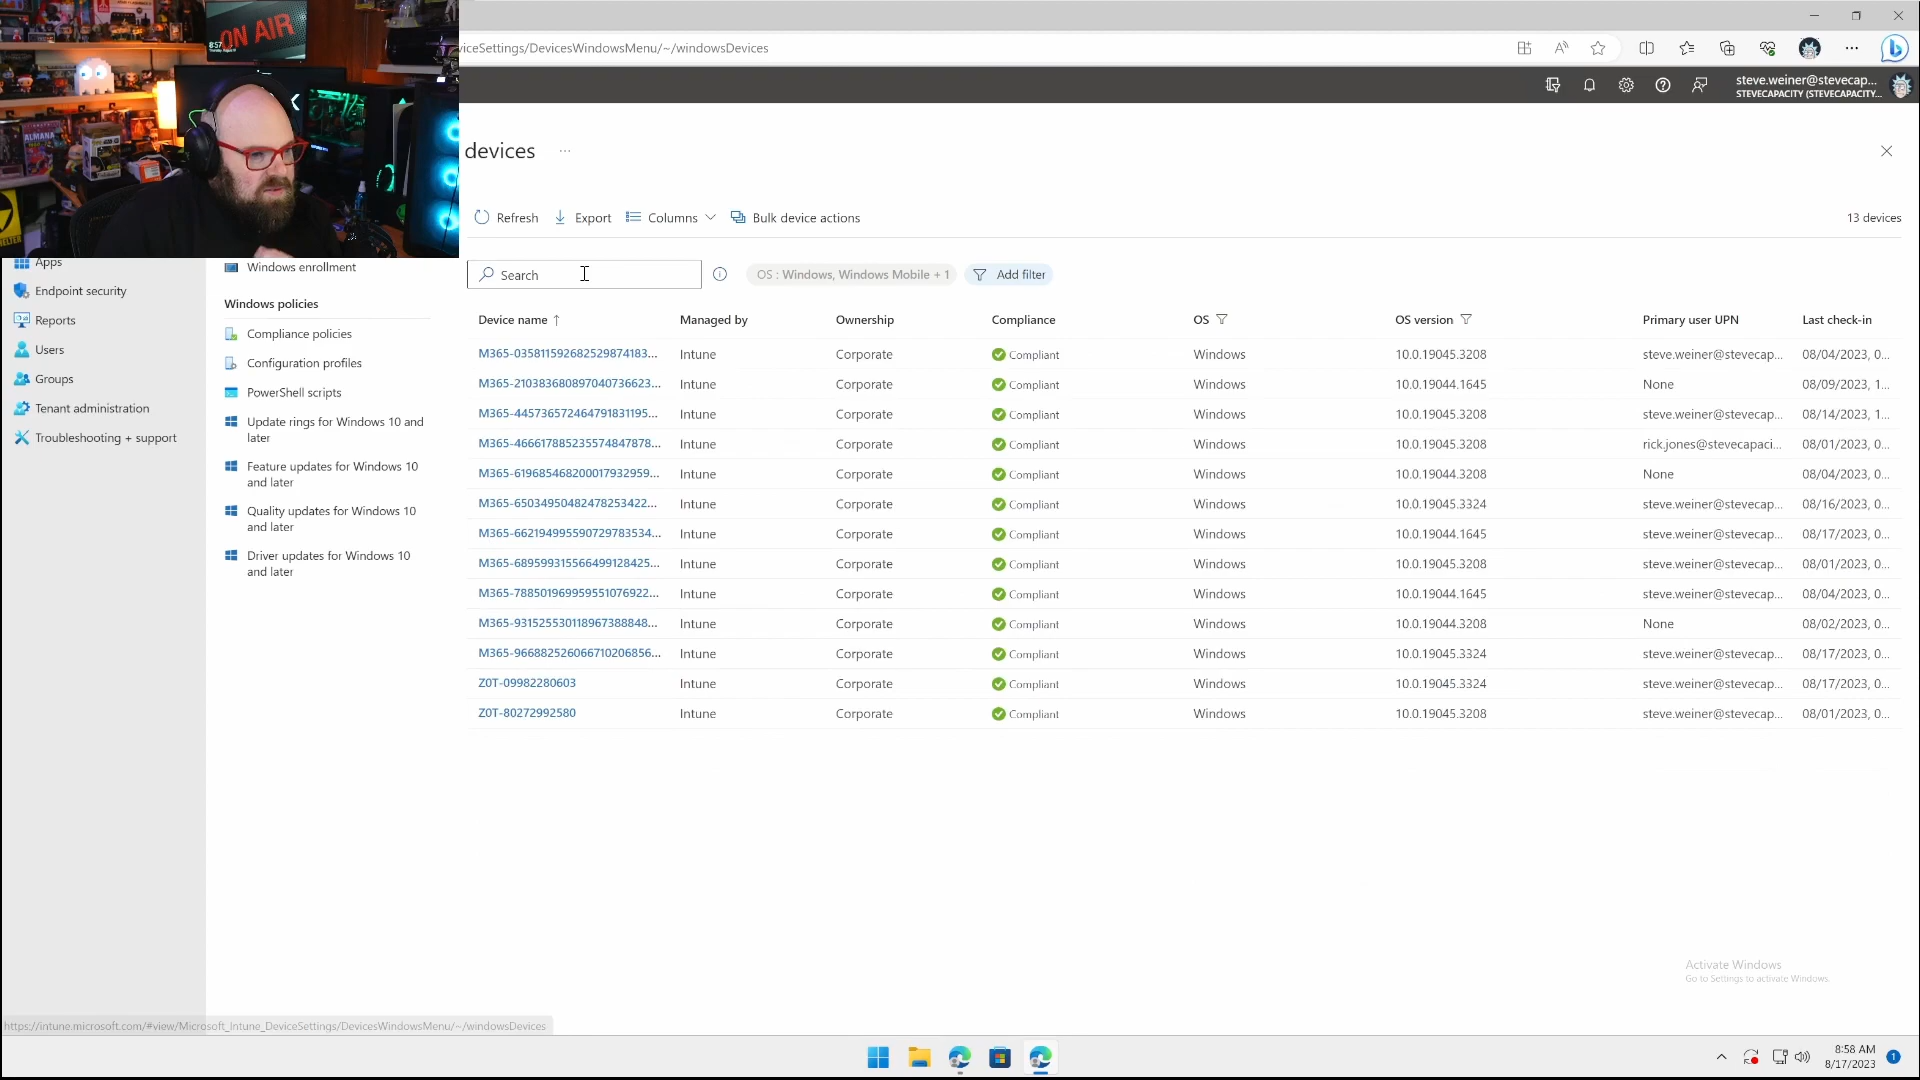 ON AIR
8:57
ALMANA
viceSettings/DevicesWindowsMenu/~/windowsDevices
steve.weiner@stevecap...
STEVECAPACITY (STEVECAPACITY...
devices
Refresh
Export
Columns
Bulk device actions
13 devices
Apps
Endpoint security
Reports
Users
Groups
Tenant administration
Troubleshooting + support
Windows enrollment
Windows policies
Compliance policies
Configuration profiles
PowerShell scripts
Update rings for Windows 10 and
later
Feature updates for Windows 10
and later
Quality updates for Windows 10
and later
Driver updates for Windows 10
and later
Search
OS : Windows, Windows Mobile + 1
Add filter
Device name ↑ Managed by Ownership Compliance OS OS version Primary user UPN Last check-in
M365-035811592682529874183... Intune Corporate Compliant Windows 10.0.19045.3208 steve.weiner@stevecap... 08/04/2023, 0...
M365-210383680897040736623... Intune Corporate Compliant Windows 10.0.19044.1645 None 08/09/2023, 1...
M365-445736572464791831195... Intune Corporate Compliant Windows 10.0.19045.3208 steve.weiner@stevecap... 08/14/2023, 1...
M365-466617885235574847878... Intune Corporate Compliant Windows 10.0.19045.3208 rick.jones@stevecapaci... 08/01/2023, 0...
M365-619685468200017932959... Intune Corporate Compliant Windows 10.0.19044.3208 None 08/04/2023, 0...
M365-65034950482478253422... Intune Corporate Compliant Windows 10.0.19045.3324 steve.weiner@stevecap... 08/16/2023, 0...
M365-662194995590729783534... Intune Corporate Compliant Windows 10.0.19044.1645 steve.weiner@stevecap... 08/17/2023, 0...
M365-689599315566499128425... Intune Corporate Compliant Windows 10.0.19045.3208 steve.weiner@stevecap... 08/01/2023, 0...
M365-788501969959551076922... Intune Corporate Compliant Windows 10.0.19044.1645 steve.weiner@stevecap... 08/04/2023, 0...
M365-931525530118967388848... Intune Corporate Compliant Windows 10.0.19044.3208 None 08/02/2023, 0...
M365-966882526066710206856... Intune Corporate Compliant Windows 10.0.19045.3324 steve.weiner@stevecap... 08/17/2023, 0...
Z0T-09982280603 Intune Corporate Compliant Windows 10.0.19045.3324 steve.weiner@stevecap... 08/17/2023, 0...
Z0T-80272992580 Intune Corporate Compliant Windows 10.0.19045.3208 steve.weiner@stevecap... 08/01/2023, 0...
Activate Windows
Go to Settings to activate Windows.
https://intune.microsoft.com/#view/Microsoft_Intune_DeviceSettings/DevicesWindowsMenu/~/windowsDevices
8:58 AM
8/17/2023
1